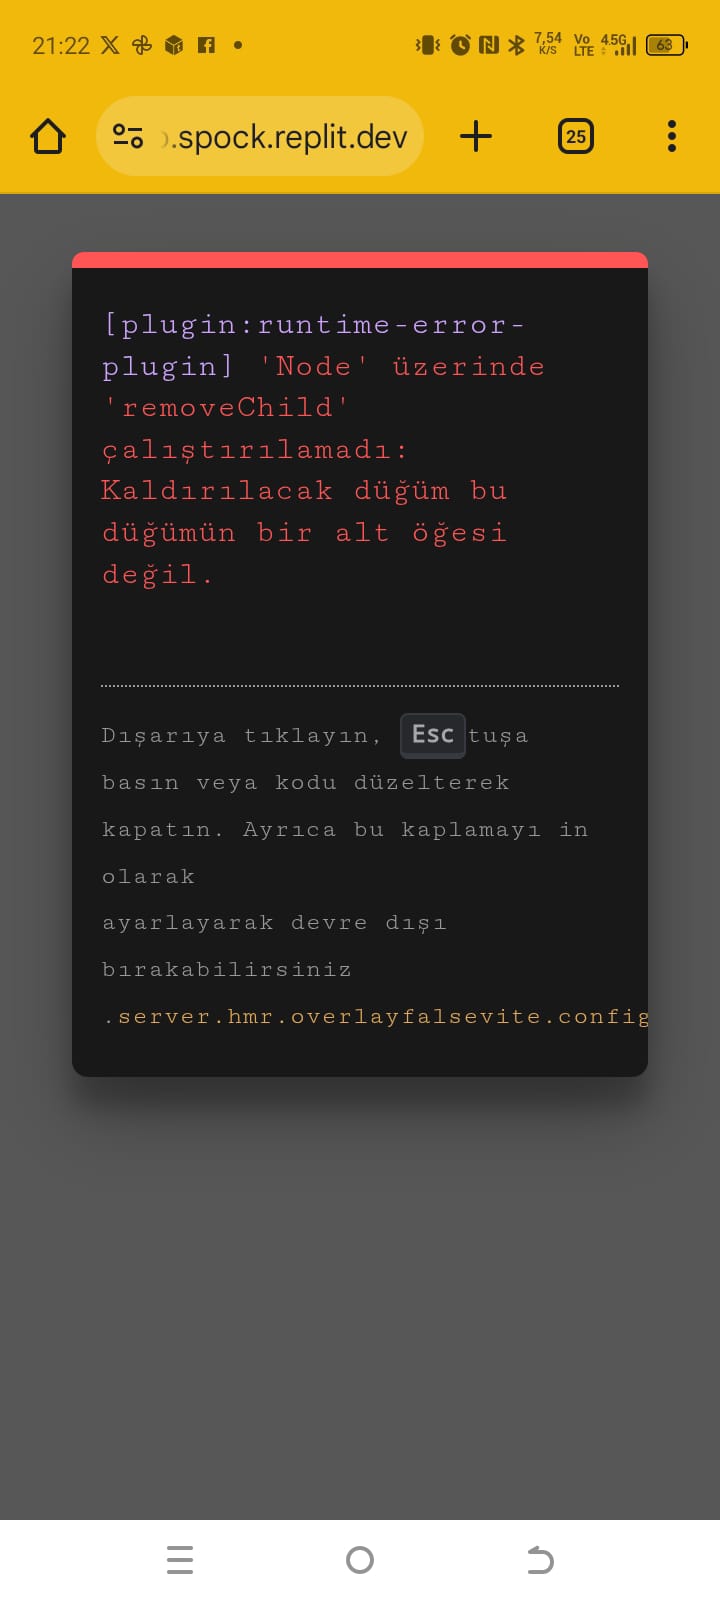 21:22
7,54
K/S
Vo
LTE
4.5G
63
.spock.replit.dev
25
[plugin:runtime-error-
plugin] 'Node' üzerinde
'removeChild'
çalıştırılamadı:
Kaldırılacak düğüm bu
düğümün bir alt öğesi
değil.
Dışarıya tıklayın, Esc tuşa
basın veya kodu düzelterek
kapatın. Ayrıca bu kaplamayı in
olarak
ayarlayarak devre dışı
bırakabilirsiniz
.server.hmr.overlayfalsevite.config